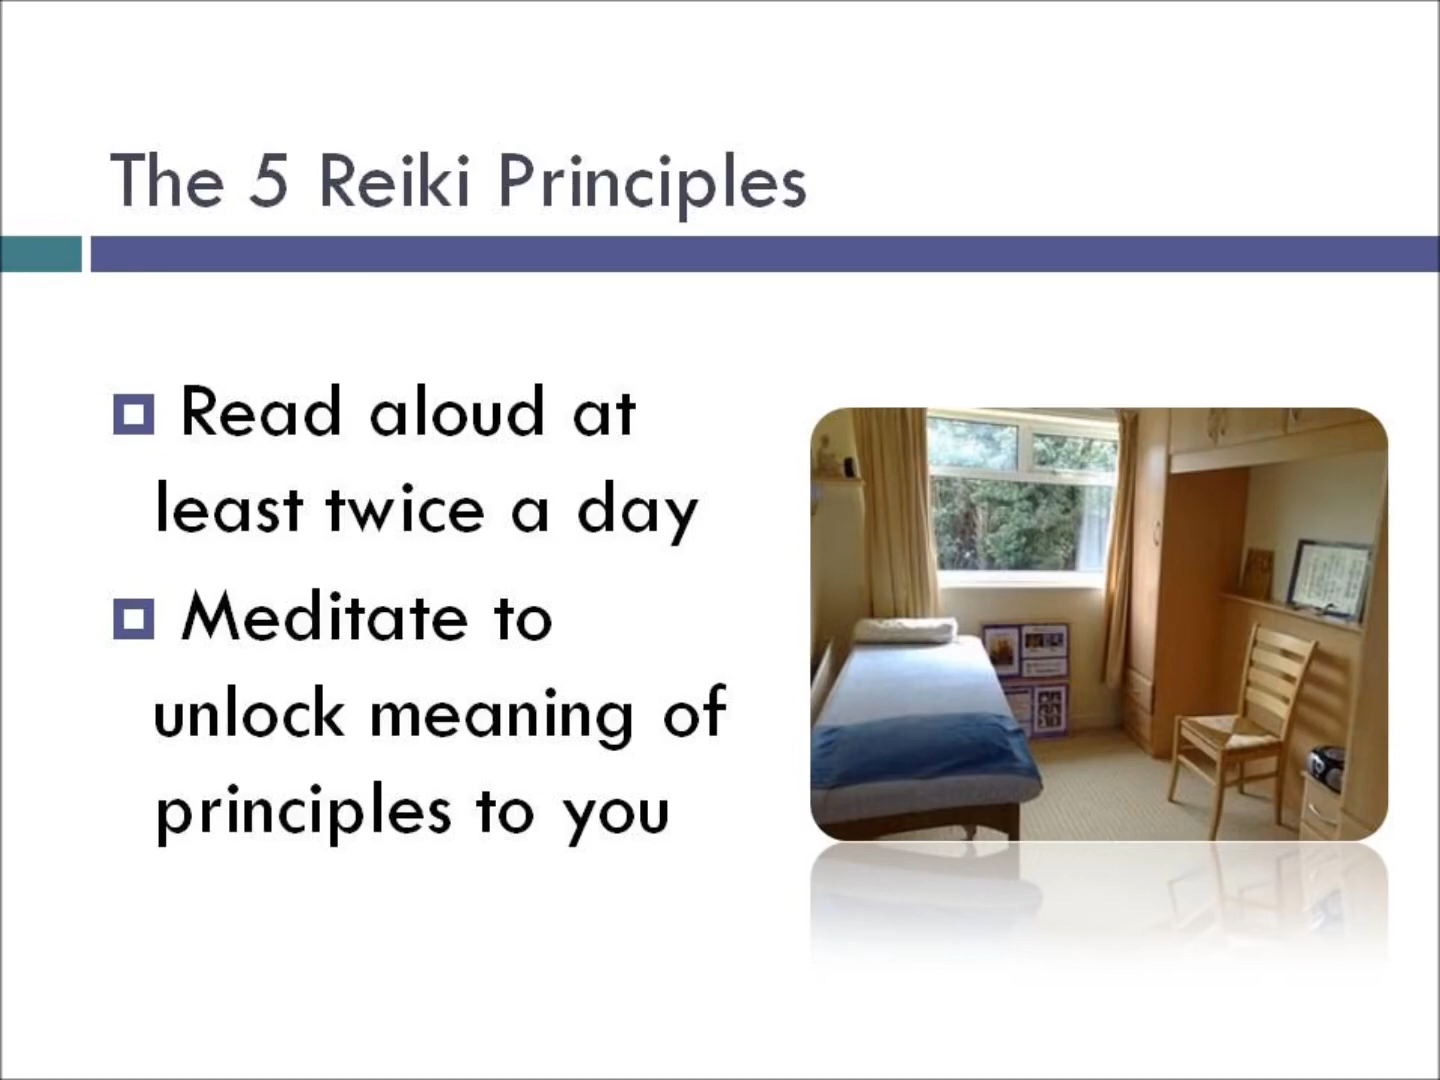 The 5 Reiki Principles
Read aloud at
least twice a day
Meditate to
unlock meaning of
principles to you